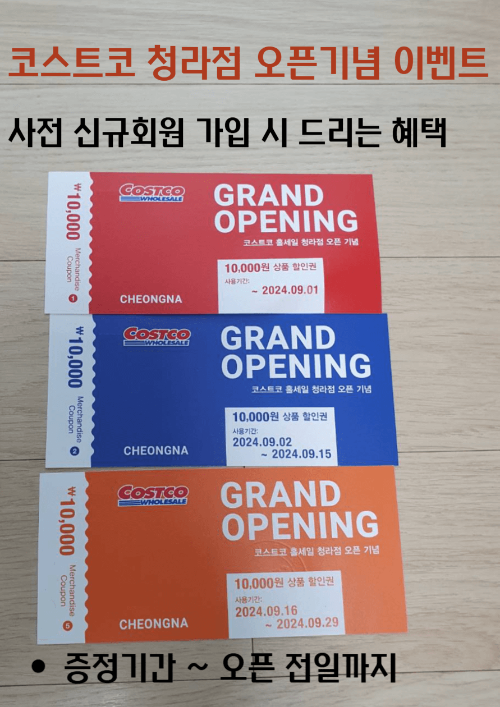 코스트코 청라점 오픈기념 이벤트
사전 신규회원 가입 시 드리는 혜택
₩10,000
Merchandise
Coupon
1
COSTCO
WHOLESALE
GRAND
OPENING
코스트코 홀세일 청라점 오픈 기념
10,000원 상품 할인권
사용기간:
~ 2024.09.01
CHEONGNA
₩10,000
Merchandise
Coupon
2
COSTCO
WHOLESALE
GRAND
OPENING
코스트코 홀세일 청라점 오픈 기념
10,000원 상품 할인권
사용기간:
2024.09.02
~ 2024.09.15
CHEONGNA
₩10,000
Merchandise
Coupon
COSTCO
WHOLESALE
GRAND
OPENING
코스트코 홀세일 청라점 오픈 기념
10,000원 상품 할인권
사용기간:
2024.09.16
~ 2024.09.29
CHEONGNA
• 증정기간 ~ 오픈 전일까지